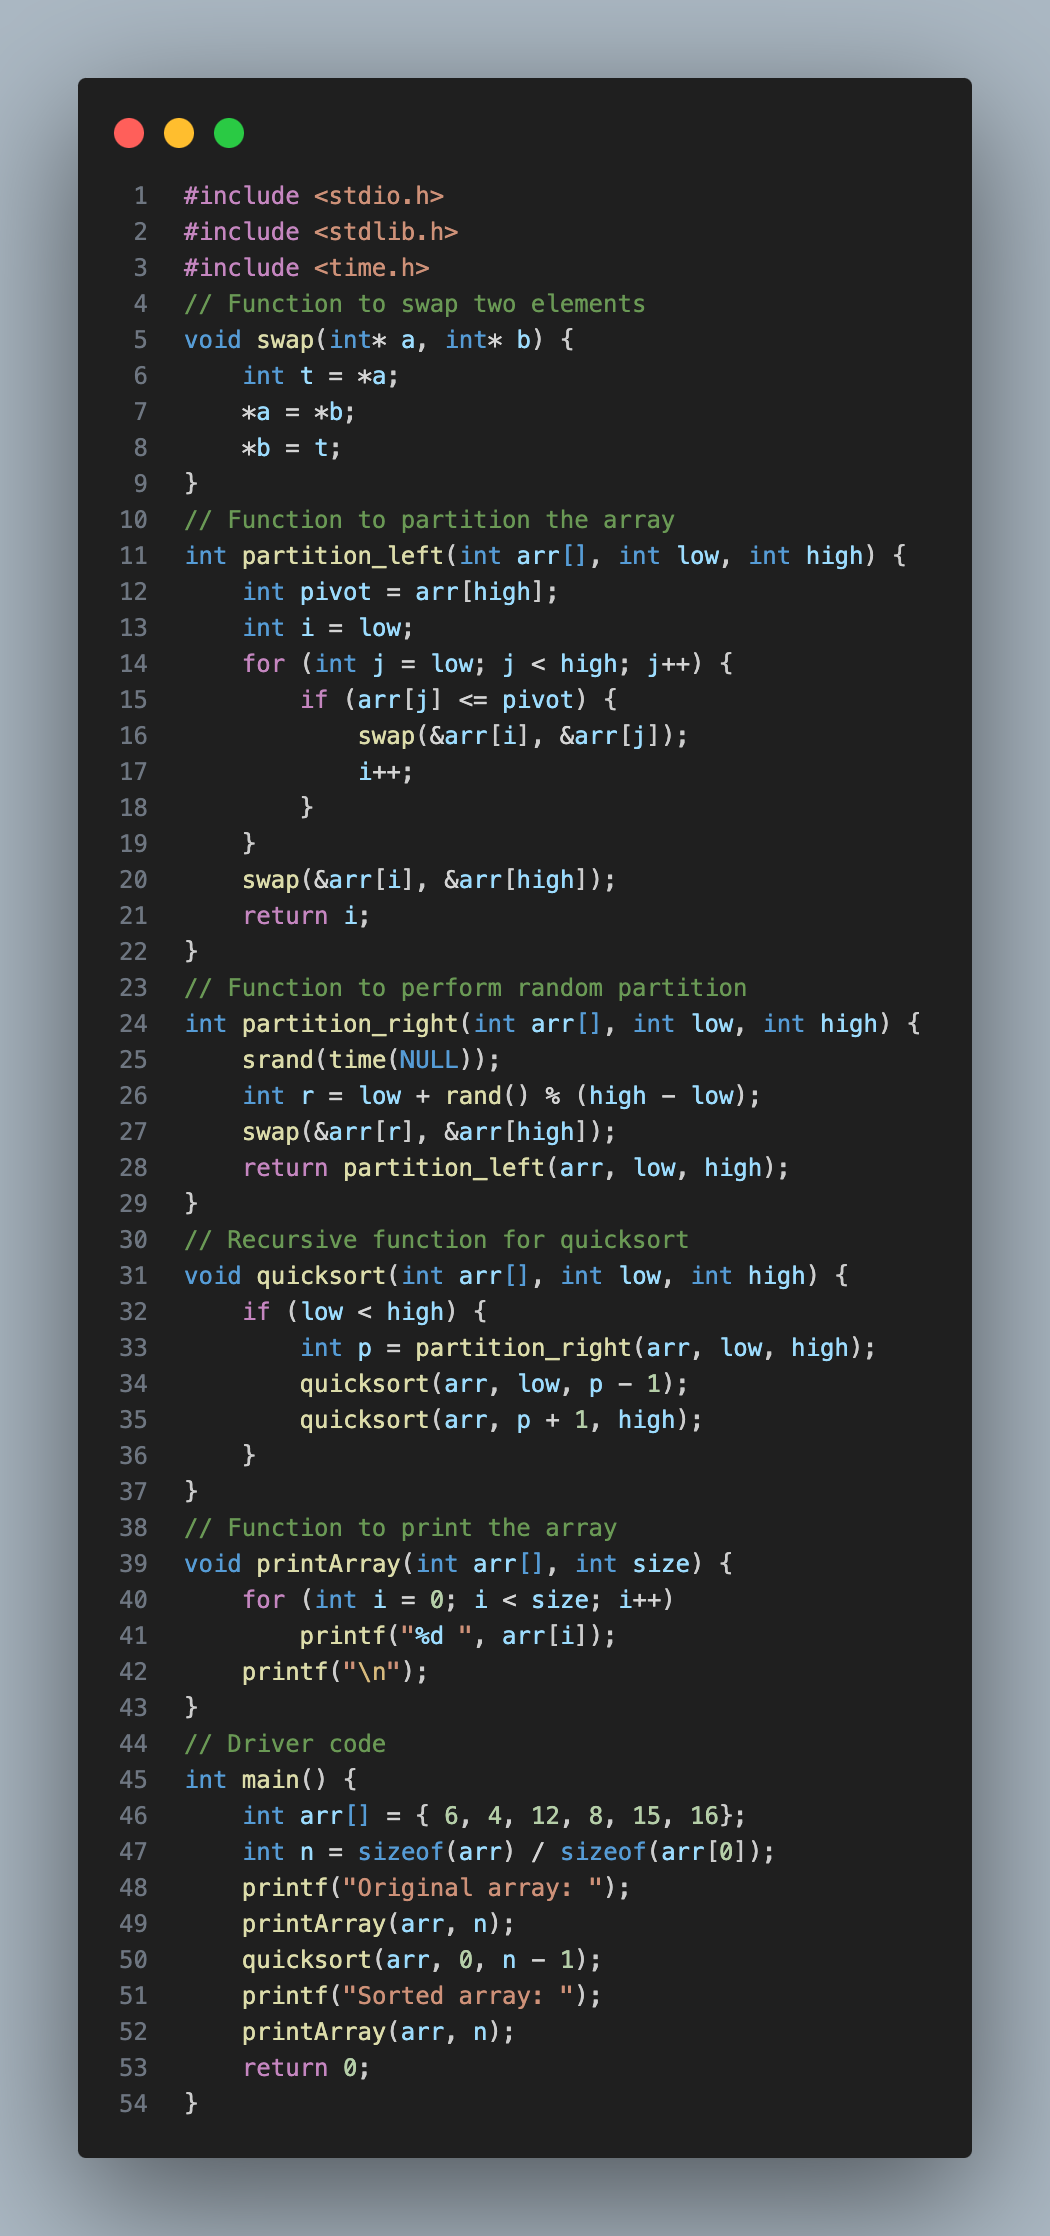 1 #include <stdio.h>
2 #include <stdlib.h>
3 #include <time.h>
4 // Function to swap two elements
5 void swap(int* a, int* b) {
6     int t = *a;
7     *a = *b;
8     *b = t;
9 }
10 // Function to partition the array
11 int partition_left(int arr[], int low, int high) {
12     int pivot = arr[high];
13     int i = low;
14     for (int j = low; j < high; j++) {
15         if (arr[j] <= pivot) {
16             swap(&arr[i], &arr[j]);
17             i++;
18         }
19     }
20     swap(&arr[i], &arr[high]);
21     return i;
22 }
23 // Function to perform random partition
24 int partition_right(int arr[], int low, int high) {
25     srand(time(NULL));
26     int r = low + rand() % (high - low);
27     swap(&arr[r], &arr[high]);
28     return partition_left(arr, low, high);
29 }
30 // Recursive function for quicksort
31 void quicksort(int arr[], int low, int high) {
32     if (low < high) {
33         int p = partition_right(arr, low, high);
34         quicksort(arr, low, p - 1);
35         quicksort(arr, p + 1, high);
36     }
37 }
38 // Function to print the array
39 void printArray(int arr[], int size) {
40     for (int i = 0; i < size; i++)
41         printf("%d ", arr[i]);
42     printf("\n");
43 }
44 // Driver code
45 int main() {
46     int arr[] = { 6, 4, 12, 8, 15, 16};
47     int n = sizeof(arr) / sizeof(arr[0]);
48     printf("Original array: ");
49     printArray(arr, n);
50     quicksort(arr, 0, n - 1);
51     printf("Sorted array: ");
52     printArray(arr, n);
53     return 0;
54 }